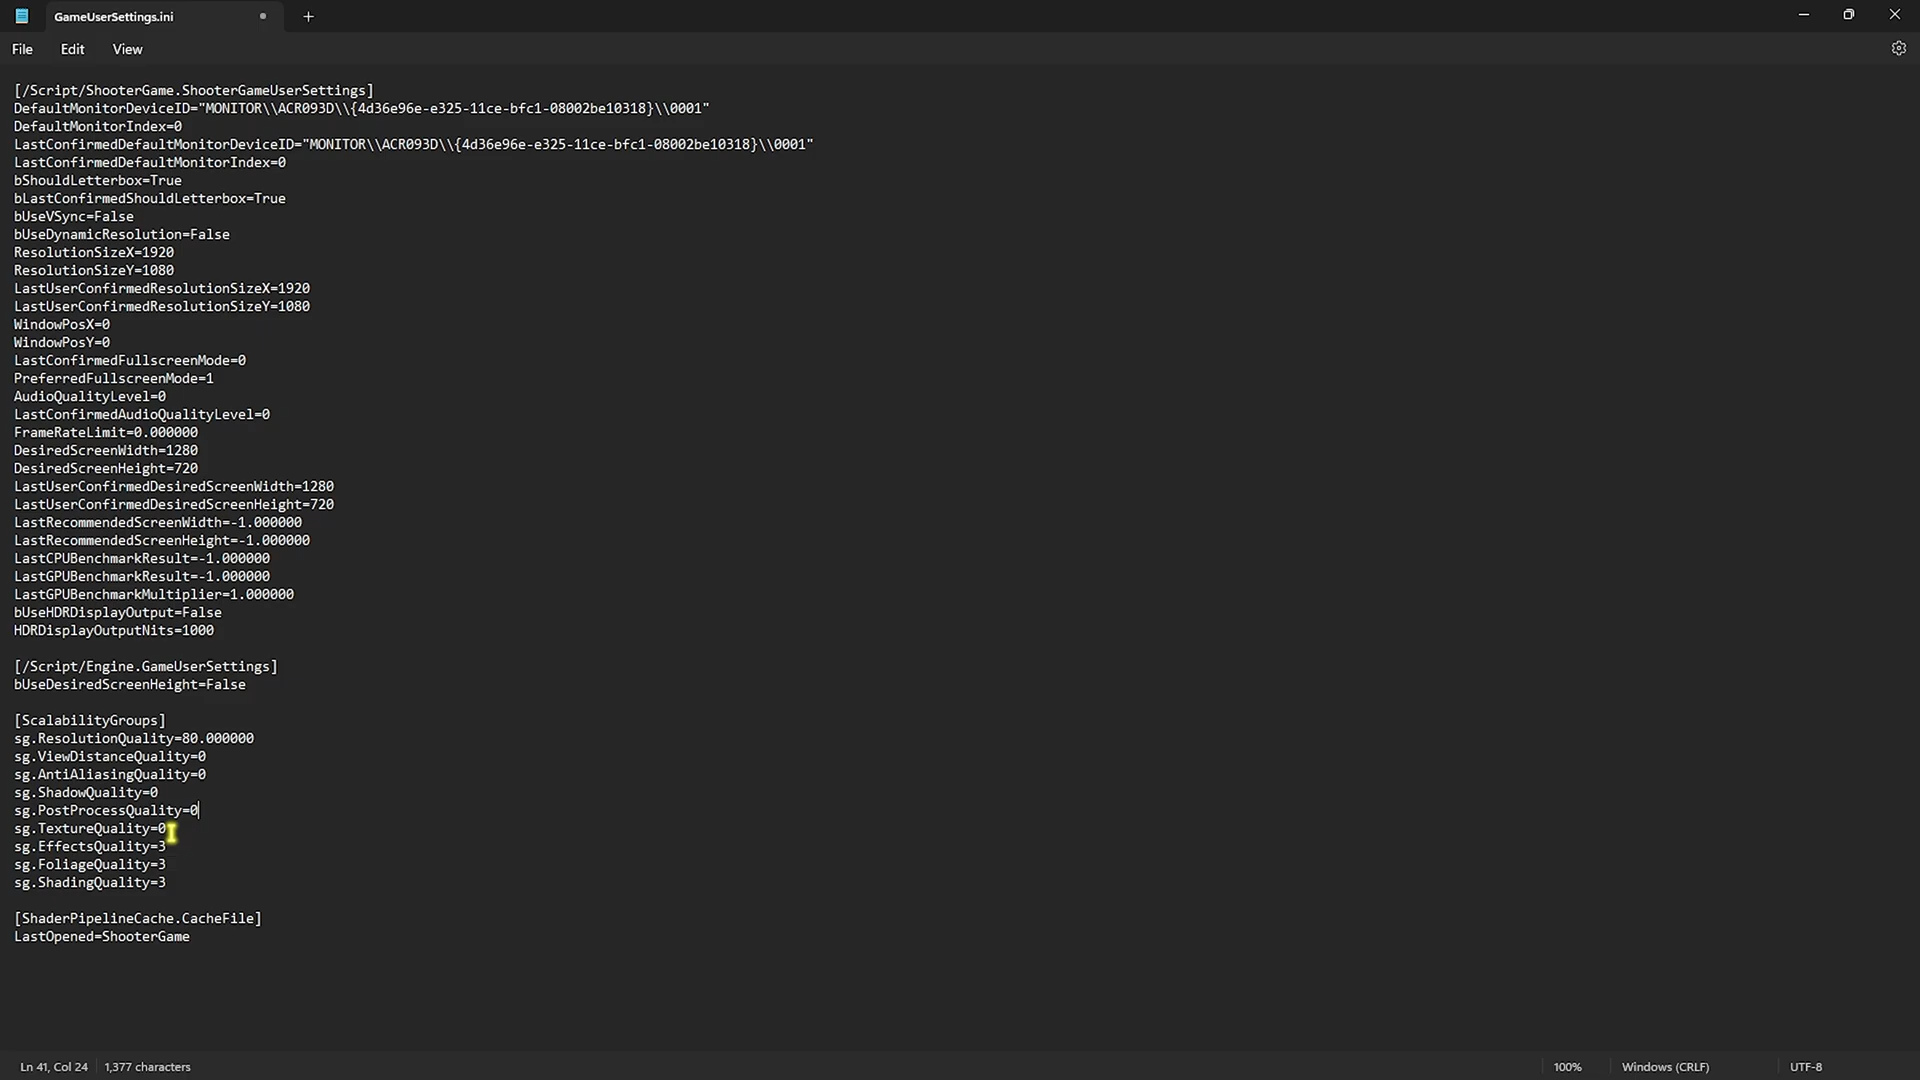 GameUserSettings.ini
File Edit View
[/Script/ShooterGame.ShooterGameUserSettings]
DefaultMonitorDeviceID="MONITOR\\ACR093D\\{4d36e96e-e325-11ce-bfc1-08002be10318}\\0001"
DefaultMonitorIndex=0
LastConfirmedDefaultMonitorDeviceID="MONITOR\\ACR093D\\{4d36e96e-e325-11ce-bfc1-08002be10318}\\0001"
LastConfirmedDefaultMonitorIndex=0
bShouldLetterbox=True
bLastConfirmedShouldLetterbox=True
bUseVSync=False
bUseDynamicResolution=False
ResolutionSizeX=1920
ResolutionSizeY=1080
LastUserConfirmedResolutionSizeX=1920
LastUserConfirmedResolutionSizeY=1080
WindowPosX=0
WindowPosY=0
LastConfirmedFullscreenMode=0
PreferredFullscreenMode=1
AudioQualityLevel=0
LastConfirmedAudioQualityLevel=0
FrameRateLimit=0.000000
DesiredScreenWidth=1280
DesiredScreenHeight=720
LastUserConfirmedDesiredScreenWidth=1280
LastUserConfirmedDesiredScreenHeight=720
LastRecommendedScreenWidth=-1.000000
LastRecommendedScreenHeight=-1.000000
LastCPUBenchmarkResult=-1.000000
LastGPUBenchmarkResult=-1.000000
LastGPUBenchmarkMultiplier=1.000000
bUseHDRDisplayOutput=False
HDRDisplayOutputNits=1000
[/Script/Engine.GameUserSettings]
bUseDesiredScreenHeight=False
[ScalabilityGroups]
sg.ResolutionQuality=80.000000
sg.ViewDistanceQuality=0
sg.AntiAliasingQuality=0
sg.ShadowQuality=0
sg.PostProcessQuality=0
sg.TextureQuality=0
sg.EffectsQuality=3
sg.FoliageQuality=3
sg.ShadingQuality=3
[ShaderPipelineCache.CacheFile]
LastOpened=ShooterGame
Ln 41, Col 24 1,377 characters 100% Windows (CRLF) UTF-8